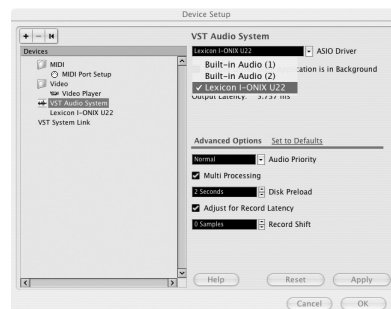 Device Setup
Devices
MIDI
MIDI Port Setup
Video
Video Player
VST Audio System
Lexicon I-ONIX U22
VST System Link
VST Audio System
Lexicon I-ONIX U22 ASIO Driver
Built-in Audio (1)
Built-in Audio (2)
✓ Lexicon I-ONIX U22
cation is in Background
Output Latency: 3.737 ms
Advanced Options Set to Defaults
Normal Audio Priority
Multi Processing
2 Seconds Disk Preload
Adjust for Record Latency
0 Samples Record Shift
Help Reset Apply
Cancel OK